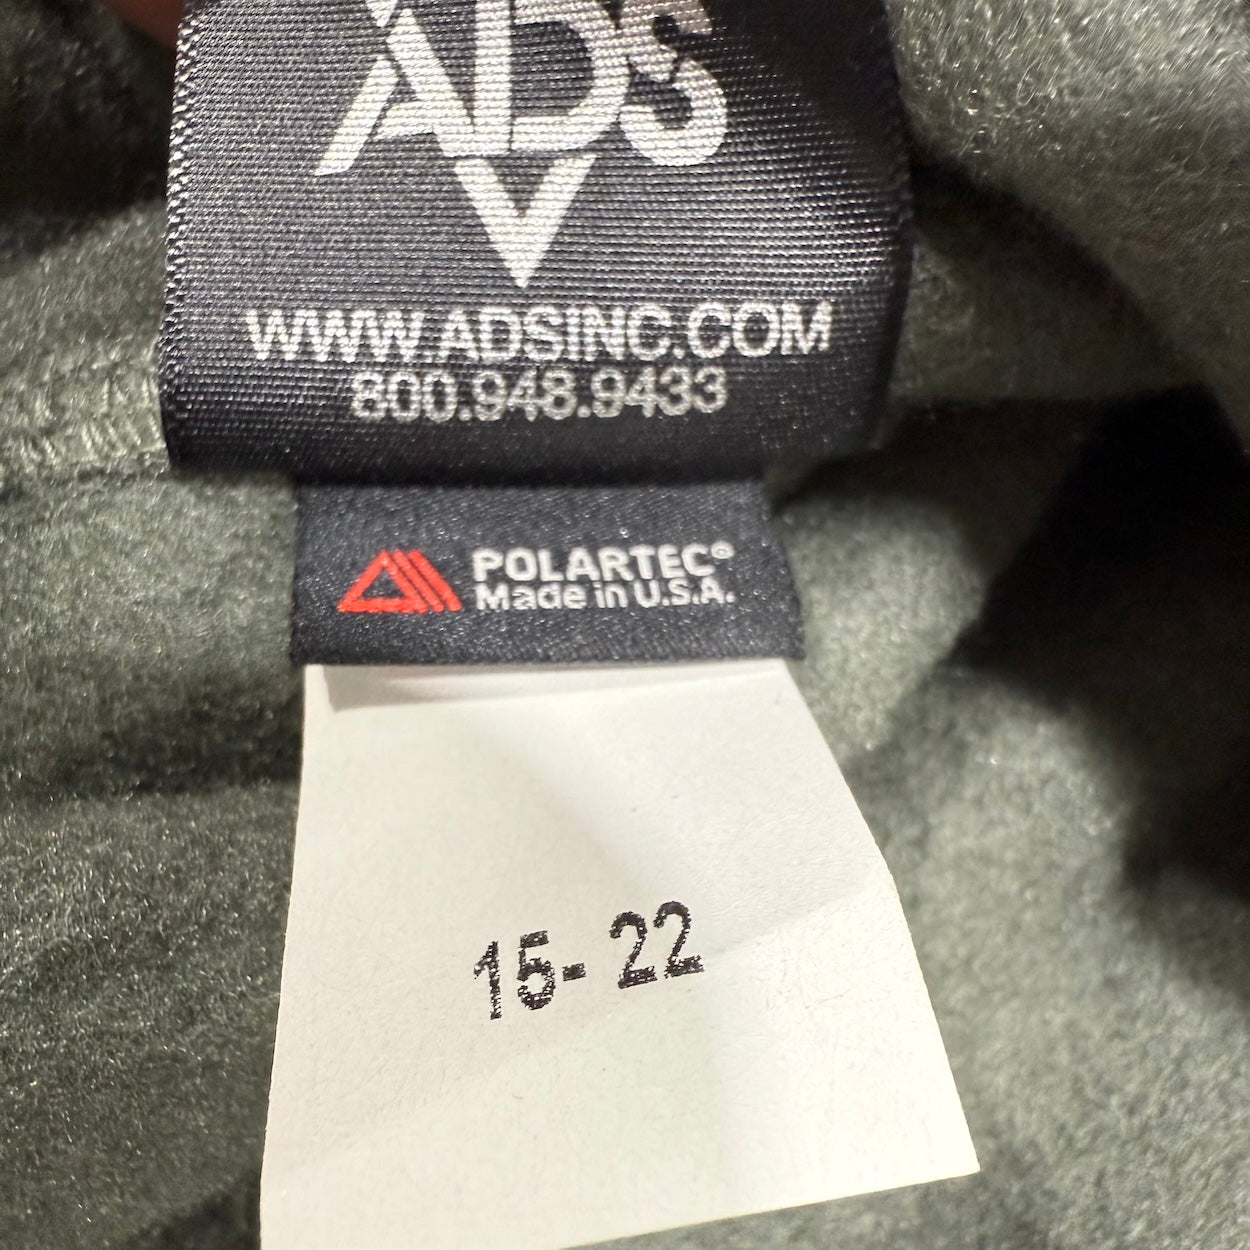 ADS
WWW.ADSINC.COM
800.948.9433
POLARTEC®
Made in U.S.A.
15- 22